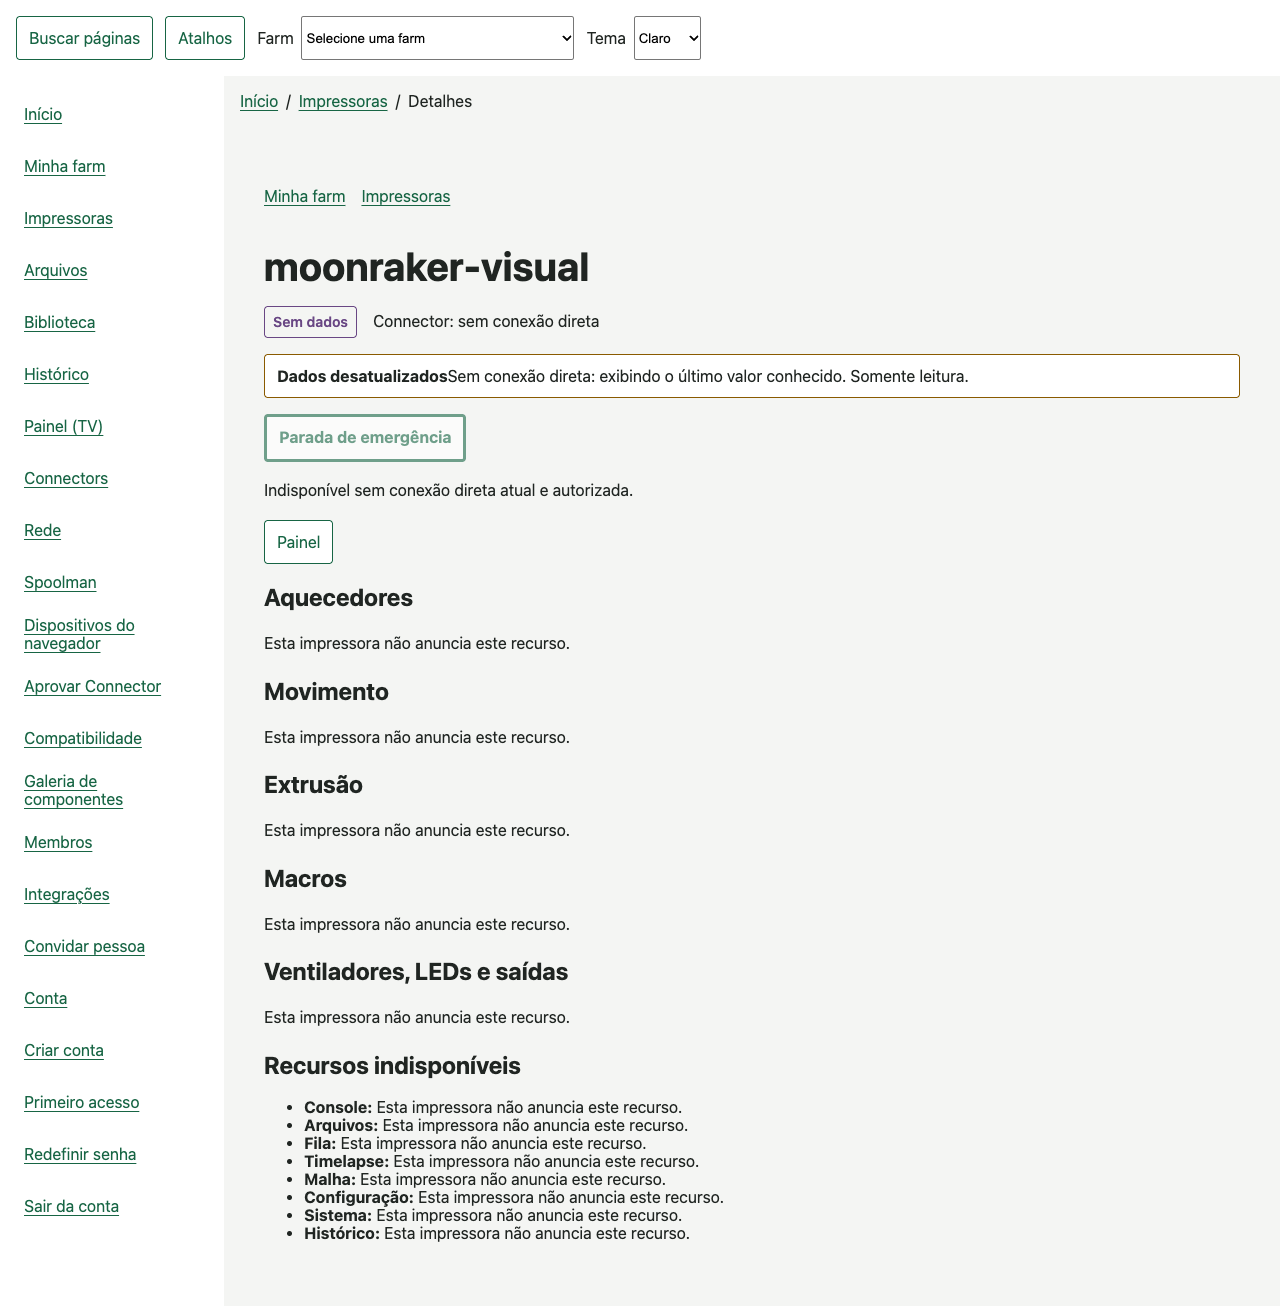 Buscar páginas Atalhos Farm Selecione uma farm Tema Claro
Início / Impressoras / Detalhes
Início
Minha farm
Impressoras
Arquivos
Biblioteca
Histórico
Painel (TV)
Connectors
Rede
Spoolman
Dispositivos do
navegador
Aprovar Connector
Compatibilidade
Galeria de
componentes
Membros
Integrações
Convidar pessoa
Conta
Criar conta
Primeiro acesso
Redefinir senha
Sair da conta
Minha farm Impressoras
moonraker-visual
Sem dados Connector: sem conexão direta
Dados desatualizadosSem conexão direta: exibindo o último valor conhecido. Somente leitura.
Parada de emergência
Indisponível sem conexão direta atual e autorizada.
Painel
Aquecedores
Esta impressora não anuncia este recurso.
Movimento
Esta impressora não anuncia este recurso.
Extrusão
Esta impressora não anuncia este recurso.
Macros
Esta impressora não anuncia este recurso.
Ventiladores, LEDs e saídas
Esta impressora não anuncia este recurso.
Recursos indisponíveis
• Console: Esta impressora não anuncia este recurso.
• Arquivos: Esta impressora não anuncia este recurso.
• Fila: Esta impressora não anuncia este recurso.
• Timelapse: Esta impressora não anuncia este recurso.
• Malha: Esta impressora não anuncia este recurso.
• Configuração: Esta impressora não anuncia este recurso.
• Sistema: Esta impressora não anuncia este recurso.
• Histórico: Esta impressora não anuncia este recurso.